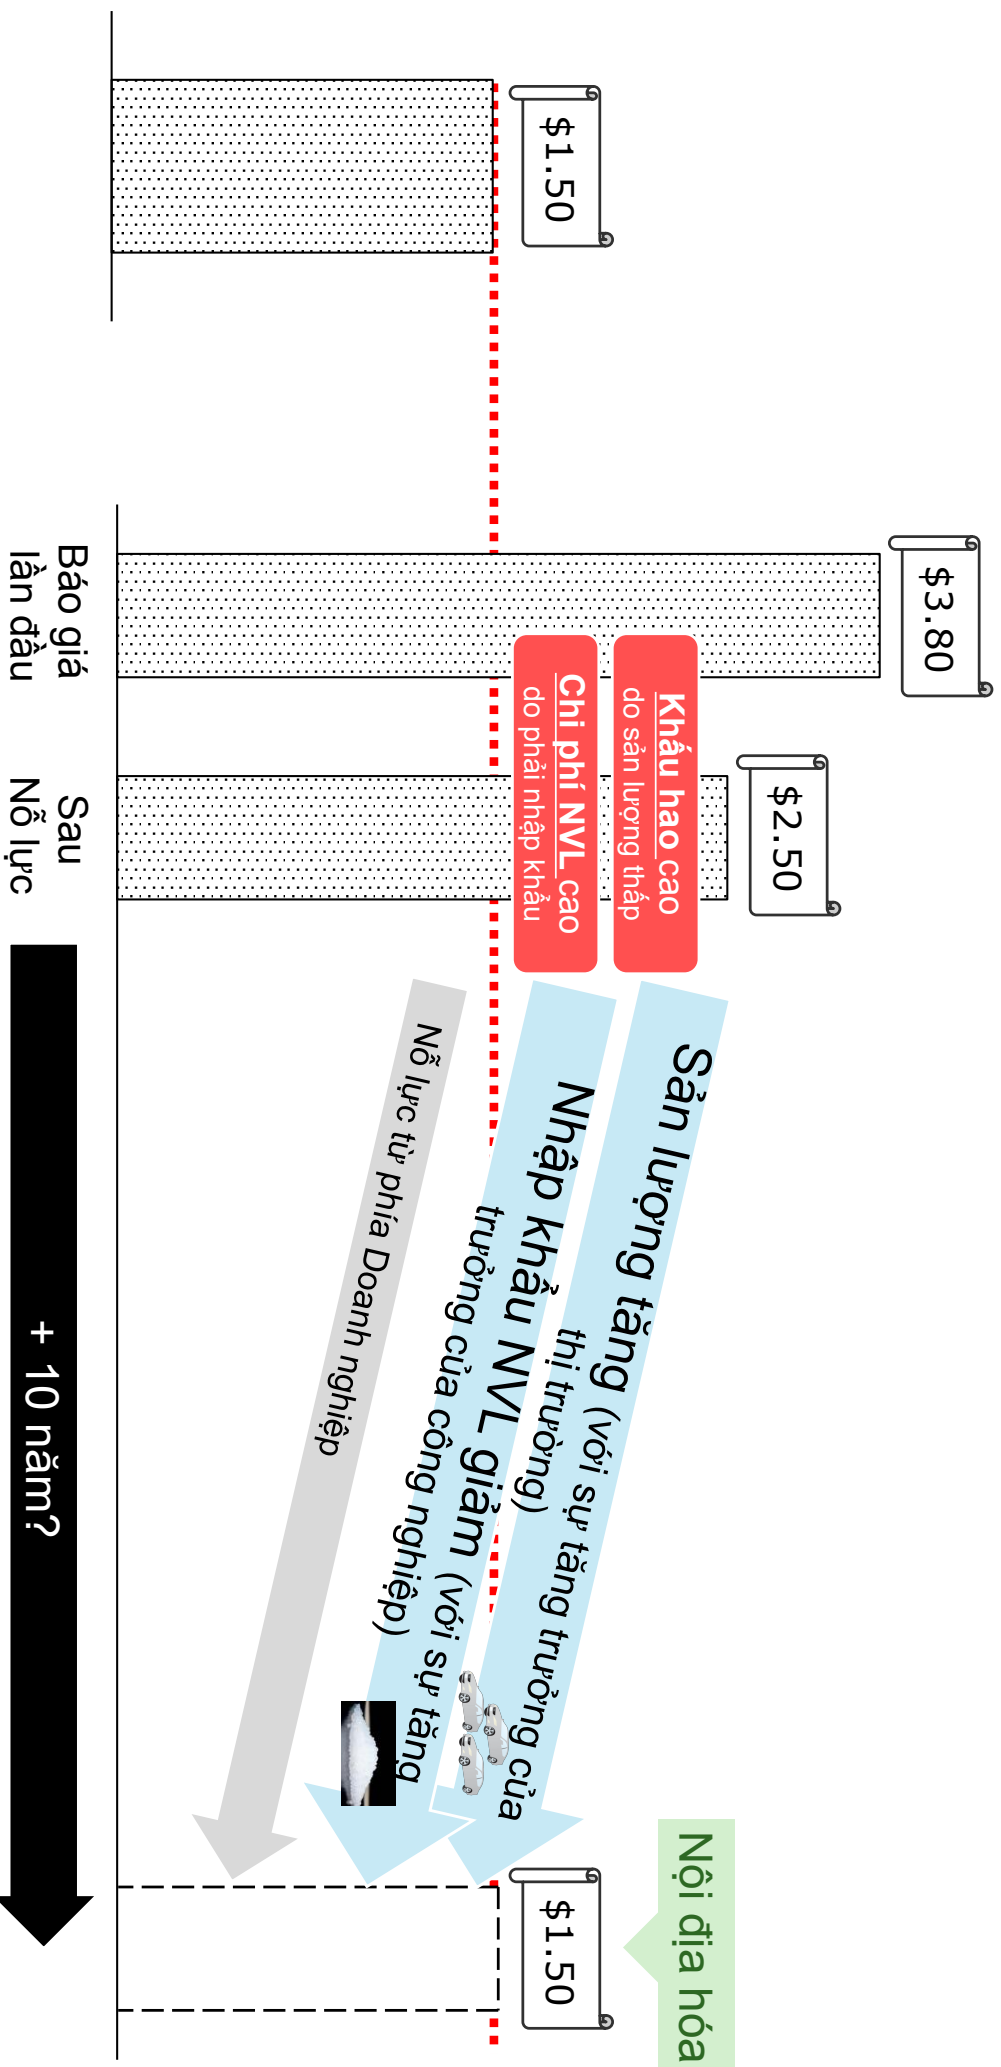 $1.50
$3.80
$2.50
Khấu hao cao
do sản lượng thấp
Chi phí NVL cao
do phải nhập khẩu
Báo giá
lần đầu
Sau
Nỗ lực
Sản lượng tăng (với sự tăng trưởng của
thị trường)
Nhập khẩu NVL giảm (với sự tăng
trưởng của công nghiệp)
Nỗ lực từ phía Doanh nghiệp
+ 10 năm?
Nội địa hóa
$1.50